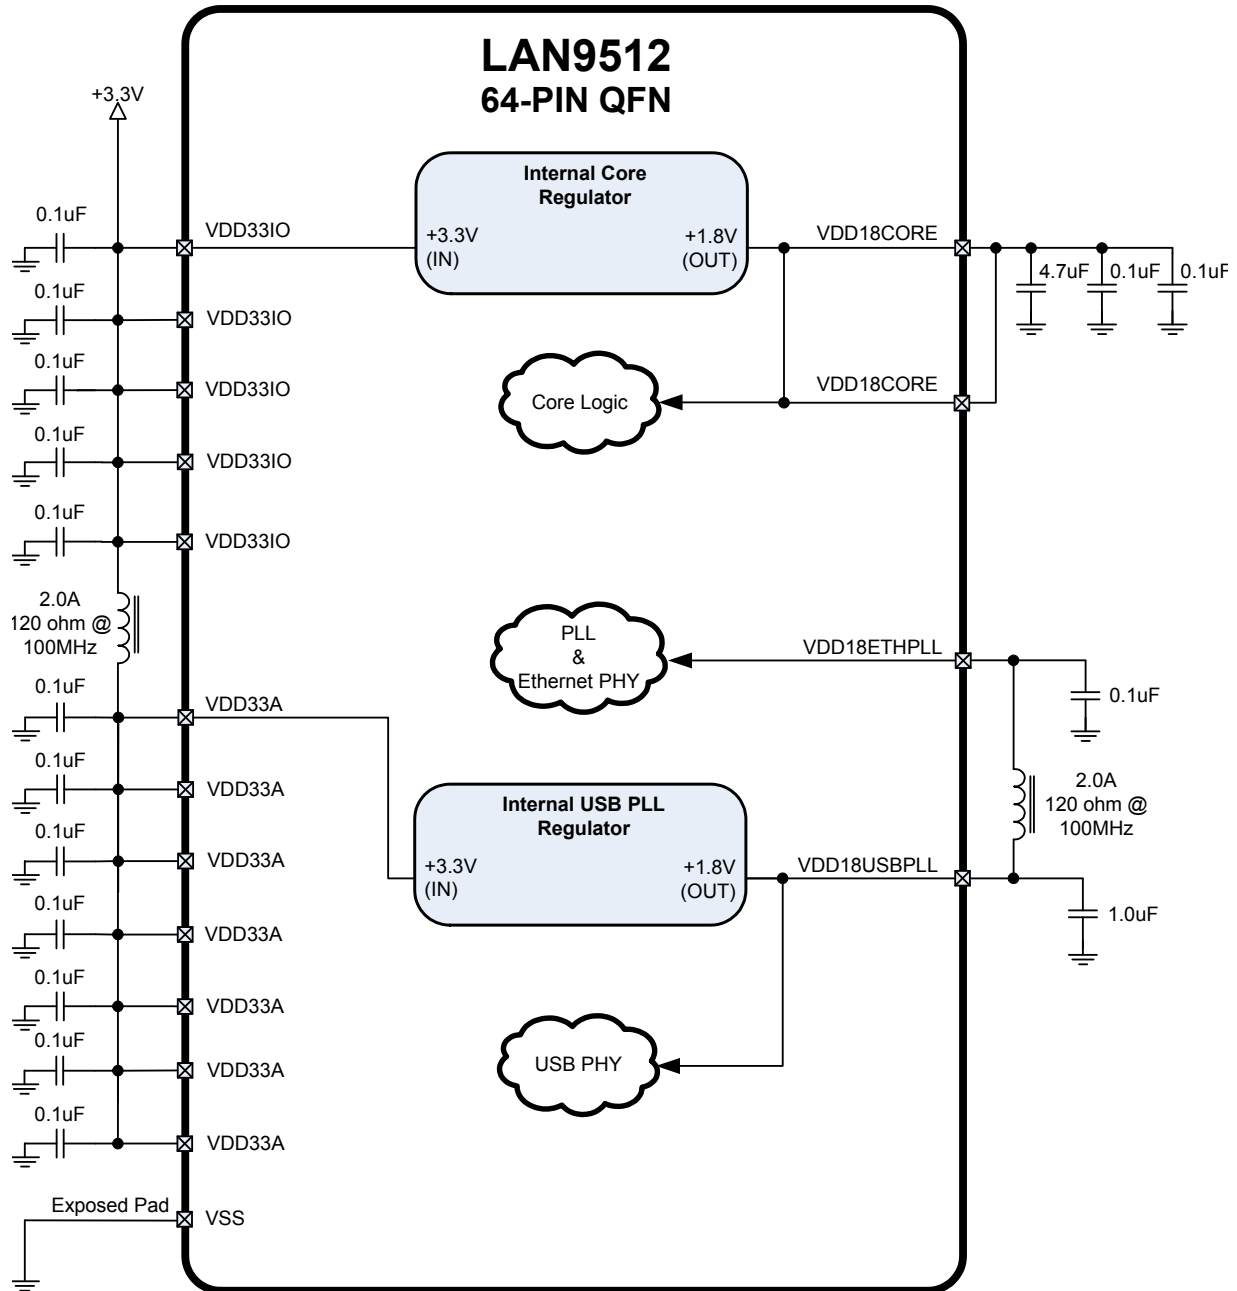 LAN9512
64-PIN QFN
+3.3V
Internal Core
Regulator
+3.3V
(IN)
+1.8V
(OUT)
0.1uF
VDD33IO
VDD18CORE
4.7uF
0.1uF
0.1uF
0.1uF
VDD33IO
0.1uF
VDD33IO
Core Logic
VDD18CORE
0.1uF
VDD33IO
0.1uF
VDD33IO
2.0A
120 ohm @
100MHz
PLL
&
Ethernet PHY
VDD18ETHPLL
0.1uF
0.1uF
VDD33A
0.1uF
VDD33A
Internal USB PLL
Regulator
+3.3V
(IN)
+1.8V
(OUT)
2.0A
120 ohm @
100MHz
0.1uF
VDD33A
VDD18USBPLL
1.0uF
0.1uF
VDD33A
0.1uF
VDD33A
0.1uF
VDD33A
USB PHY
0.1uF
VDD33A
Exposed Pad
VSS